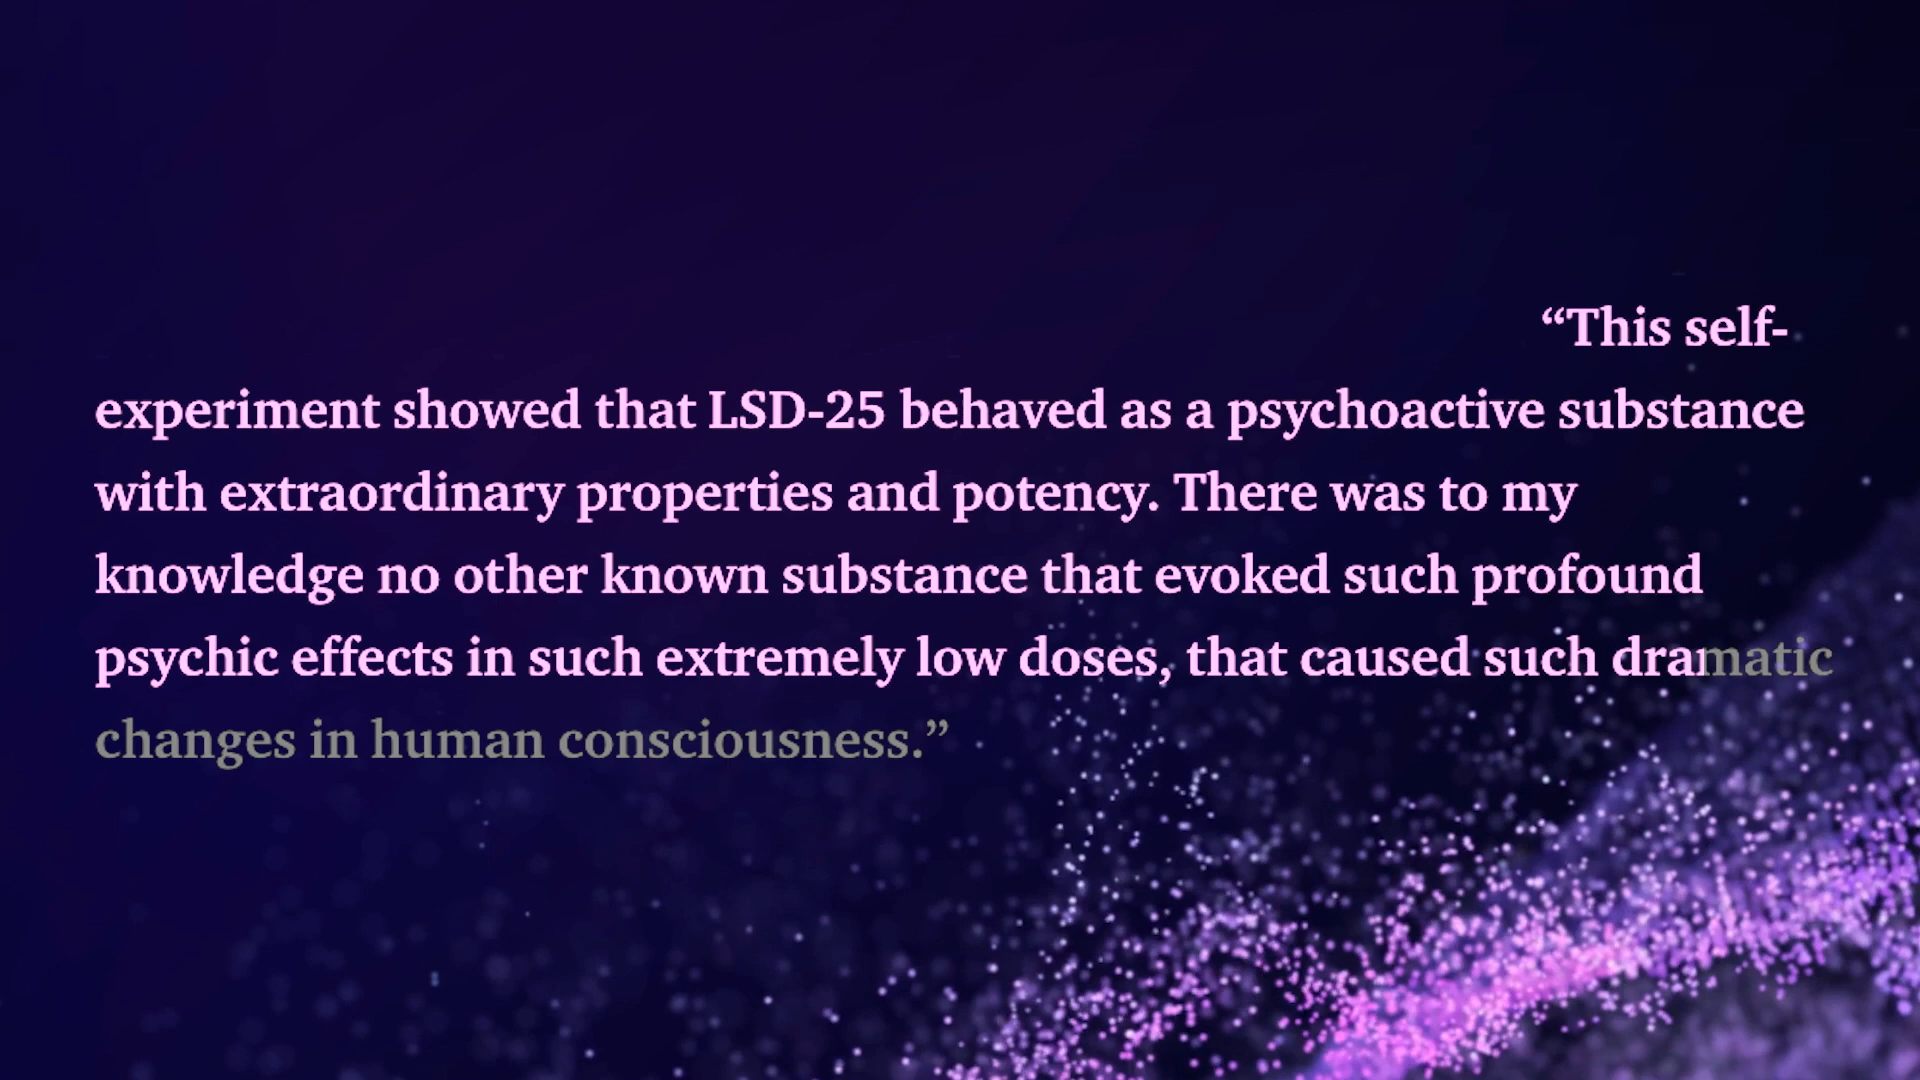 “This self-
experiment showed that LSD-25 behaved as a psychoactive substance
with extraordinary properties and potency. There was to my
knowledge no other known substance that evoked such profound
psychic effects in such extremely low doses, that caused such dramatic
changes in human consciousness.”